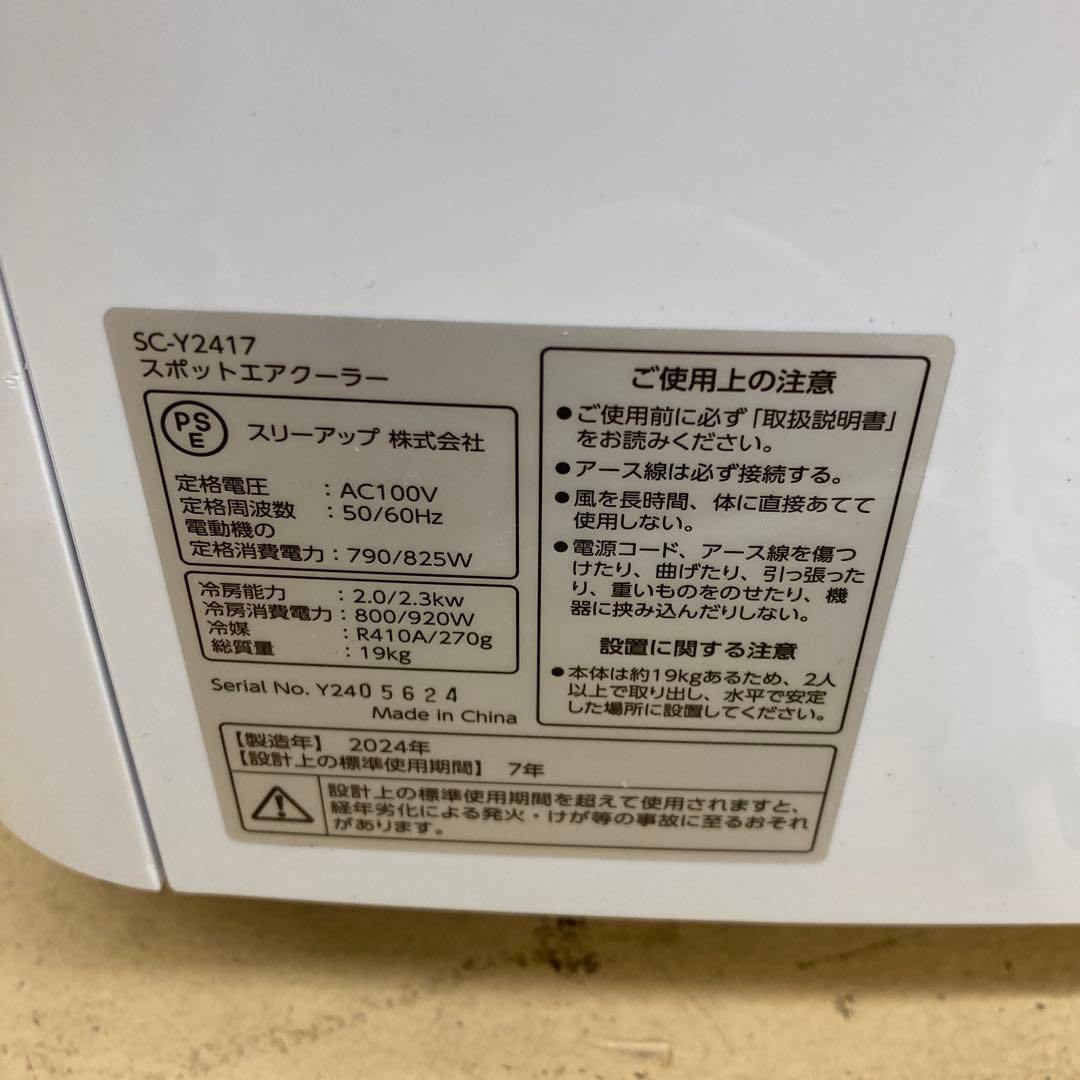 SC-Y2417
スポットエアクーラー
PS
E
スリーアップ 株式会社
定格電圧 : AC100V
定格周波数 : 50/60Hz
電動機の
定格消費電力 : 790/825W
冷房能力 : 2.0/2.3kw
冷房消費電力 : 800/920W
冷媒 : R410A/270g
総質量 : 19kg
Serial No. Y2405624
Made in China
ご使用上の注意
●ご使用前に必ず「取扱説明書」
をお読みください。
●アース線は必ず接続する。
●風を長時間、体に直接あてて
使用しない。
●電源コード、アース線を傷つ
けたり、曲げたり、引っ張った
り、重いものをのせたり、機
器に挟み込んだりしない。
設置に関する注意
●本体は約19kgあるため、2人
以上で取り出し、水平で安定
した場所に設置してください。
【製造年】 2024年
【設計上の標準使用期間】 7年
設計上の標準使用期間を超えて使用されますと、
経年劣化による発火・けが等の事故に至るおそれ
があります。